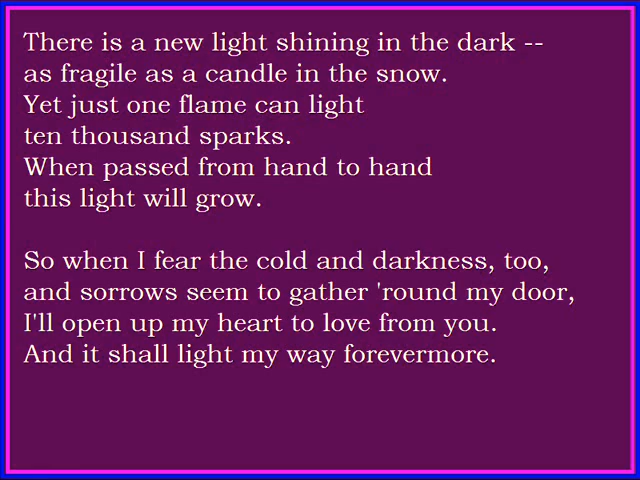 There is a new light shining in the dark --
as fragile as a candle in the snow.
Yet just one flame can light
ten thousand sparks.
When passed from hand to hand
this light will grow.

So when I fear the cold and darkness, too,
and sorrows seem to gather 'round my door,
I'll open up my heart to love from you.
And it shall light my way forevermore.